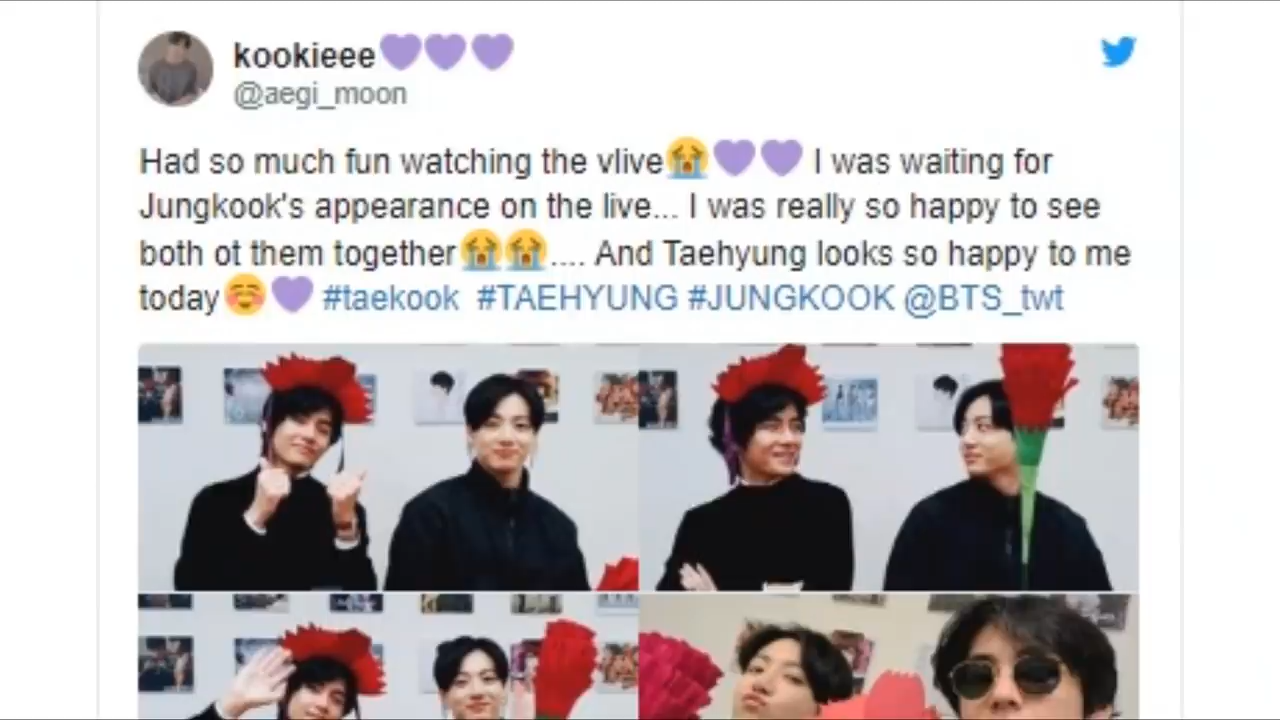 kookieee💜💜💜
@aegi_moon
Had so much fun watching the vlive😭💜💜 I was waiting for
Jungkook's appearance on the live... I was really so happy to see
both ot them together😭😭.... And Taehyung looks so happy to me
today☺️💜 #taekook #TAEHYUNG #JUNGKOOK @BTS_twt